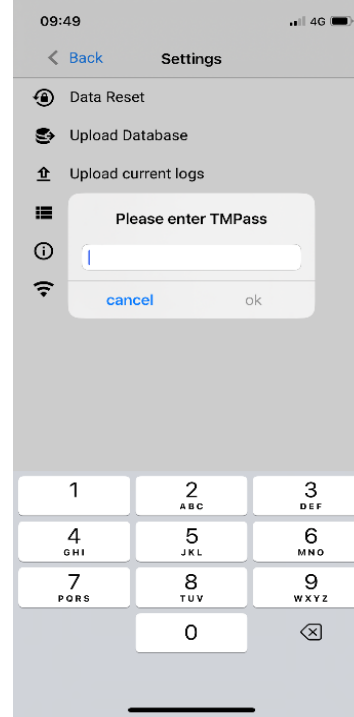 09:49
4G
Back
Settings
Data Reset
Upload Database
Upload current logs
Please enter TMPass
cancel
ok
1
2
ABC
3
DEF
4
GHI
5
JKL
6
MNO
7
PQRS
8
TUV
9
WXYZ
0